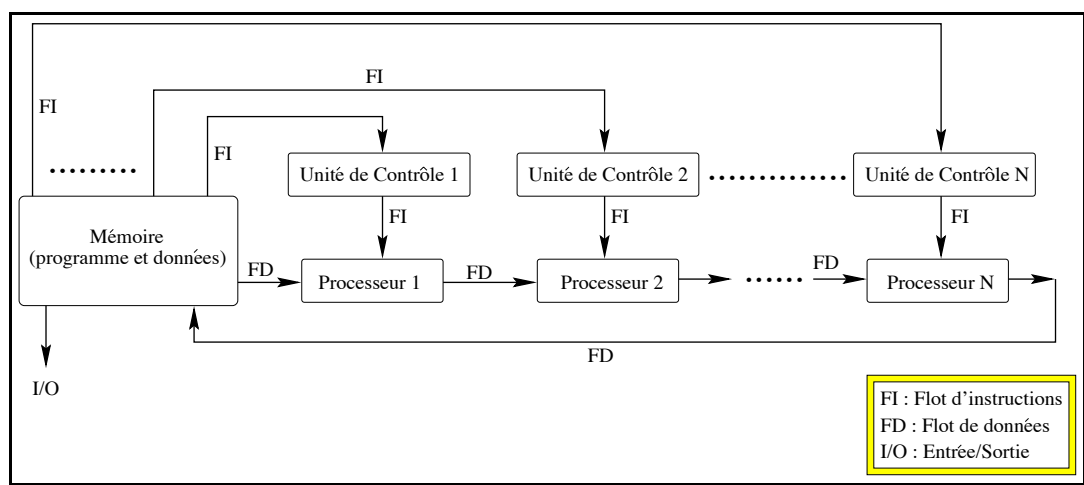 FI
FI
FI
Unité de Contrôle 1
Unité de Contrôle 2
Unité de Contrôle N
FI
FI
FI
Mémoire
(programme et données)
FD
Processeur 1
FD
Processeur 2
FD
Processeur N
FD
I/O
FI : Flot d'instructions
FD : Flot de données
I/O : Entrée/Sortie